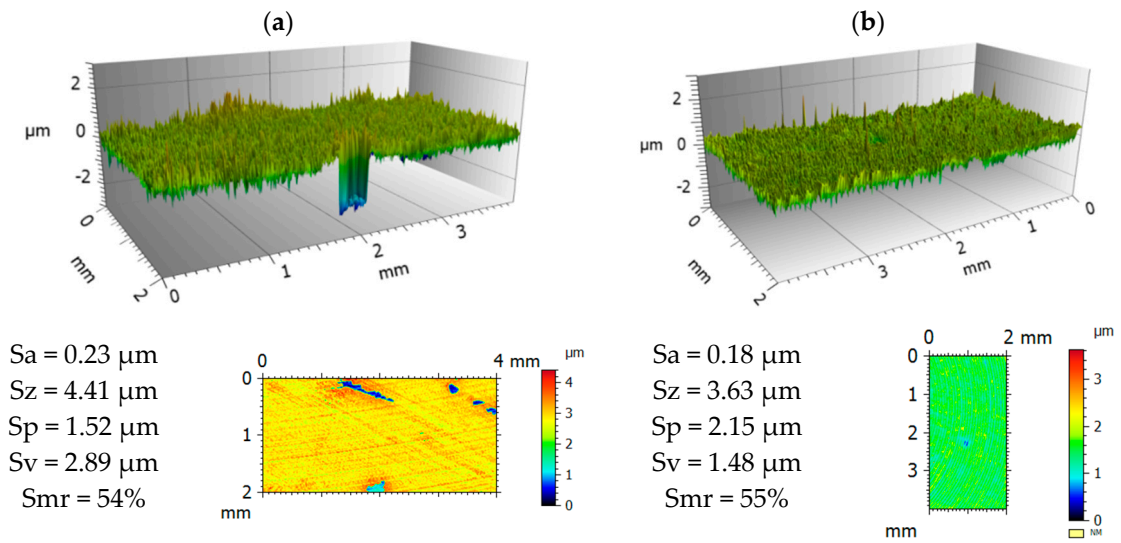 (a)
2
0
-2
µm
0
mm
2
0
1
mm
2
3
Sa = 0.23 µm
Sz = 4.41 µm
Sp = 1.52 µm
Sv = 2.89 µm
Smr = 54%
0
4 mm
0
1
2
mm
µm
4
3
2
1
0
(b)
2
0
-2
µm
0
mm
2
3
mm
2
1
0
Sa = 0.18 µm
Sz = 3.63 µm
Sp = 2.15 µm
Sv = 1.48 µm
Smr = 55%
0
2 mm
0
1
2
3
mm
µm
3
2
1
0
NM